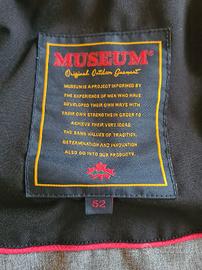 MUSEUM®
Original Outdoor Garment
MUSEUM IS A PROJECT INFORMED BY
THE EXPERIENCE OF MEN WHO HAVE
DEVELOPED THEIR OWN WAYS WITH
THEIR OWN STRENGTHS IN ORDER TO
ACHIEVE THEIR VERY IDEAS.
THE SAME VALUES OF TRADITION,
DETERMINATION AND INNOVATION
ALSO GO INTO OUR PRODUCTS.
52